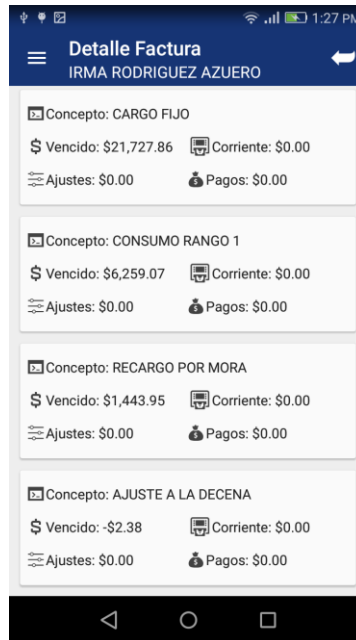 1:27 PM
Detalle Factura
IRMA RODRIGUEZ AZUERO
Concepto: CARGO FIJO
$ Vencido: $21,727.86 Corriente: $0.00
Ajustes: $0.00 Pagos: $0.00
Concepto: CONSUMO RANGO 1
$ Vencido: $6,259.07 Corriente: $0.00
Ajustes: $0.00 Pagos: $0.00
Concepto: RECARGO POR MORA
$ Vencido: $1,443.95 Corriente: $0.00
Ajustes: $0.00 Pagos: $0.00
Concepto: AJUSTE A LA DECENA
$ Vencido: -$2.38 Corriente: $0.00
Ajustes: $0.00 Pagos: $0.00